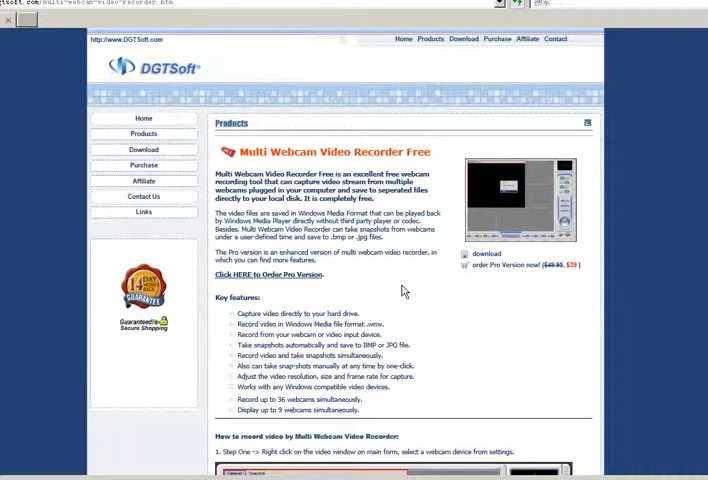 gtsoft.com/multi-webcam-video-recorder.htm
搜索...
http://www.DGTSoft.com
Home Products Download Purchase Affiliate Contact
DGTSoft®
Home
Products
Download
Purchase
Affiliate
Contact Us
Links
14 DAY
MONEY BACK
GUARANTEE
Guaranteed
Secure Shopping
Products
Multi Webcam Video Recorder Free
Multi Webcam Video Recorder Free is an excellent free webcam
recording tool that can capture video stream from multiple
webcams plugged in your computer and save to seperated files
directly to your local disk. It is completely free.
The video files are saved in Windows Media Format that can be played back
by Windows Media Player directly without third party player or codec.
Besides, Multi Webcam Video Recorder can take snapshots from webcams
under a user-defined time and save to .bmp or .jpg files.
The Pro version is an enhanced version of multi webcam video recorder, in
which you can find more features.
Click HERE to Order Pro Version.
download
order Pro Version now! ($49.95, $39 )
Key features:
Capture video directly to your hard drive.
Record video in Windows Media file format .wmv.
Record from your webcam or video input device.
Take snapshots automatically and save to BMP or JPG file.
Record video and take snapshots simultaneously.
Also can take snap-shots manually at any time by one-click.
Adjust the video resolution, size and frame rate for capture.
Works with any Windows compatible video devices.
Record up to 36 webcams simultaneously.
Display up to 9 webcams simultaneously.
How to record video by Multi Webcam Video Recorder:
1. Step One -> Right click on the video window on main form, select a webcam device from settings.